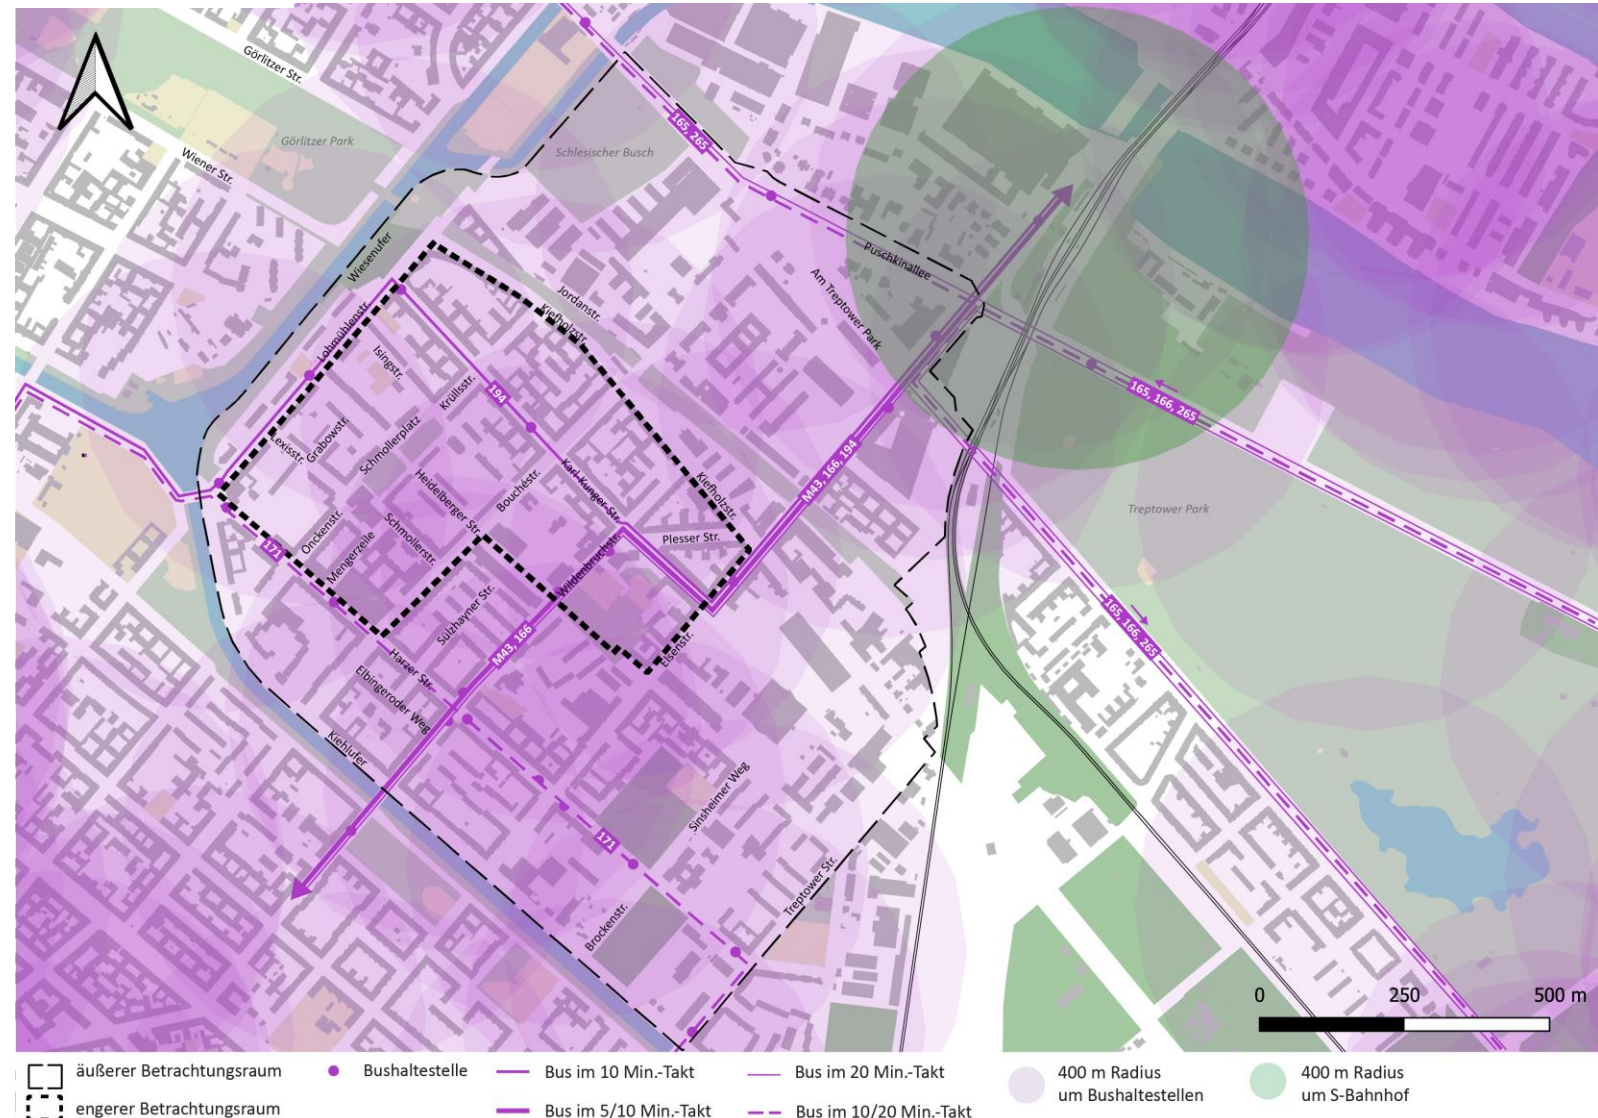 Görlitzer Str.
Görlitzer Park
Wiener Str.
Schlesischer Busch
165, 265
Wiesenufer
Puschkinallee
Am Treptower Park
Jordanstr.
Kiefholzstr.
Lohmühlenstr.
Isingstr.
Krüllsstr.
194
165, 166, 265
Lexisstr.
Grabowstr.
Schmollerplatz
Heidelberger Str.
Bouchéstr.
Karl-Kunger-Str.
Kiefholzstr.
M43, 166, 194
Treptower Park
Onckenstr.
Mengerzeile
Schmollerstr.
171
Plesser Str.
Wildenbruchstr.
Sülzhayner Str.
M43, 166
Elsenstr.
165, 166, 265
Harzer Str.
Elbingeroder Weg
Kiehlufer
Sinsheimer Weg
171
Treptower Str.
Brockenstr.
0 250 500 m
äußerer Betrachtungsraum
engerer Betrachtungsraum
Bushaltestelle
Bus im 10 Min.-Takt
Bus im 5/10 Min.-Takt
Bus im 20 Min.-Takt
Bus im 10/20 Min.-Takt
400 m Radius
um Bushaltestellen
400 m Radius
um S-Bahnhof